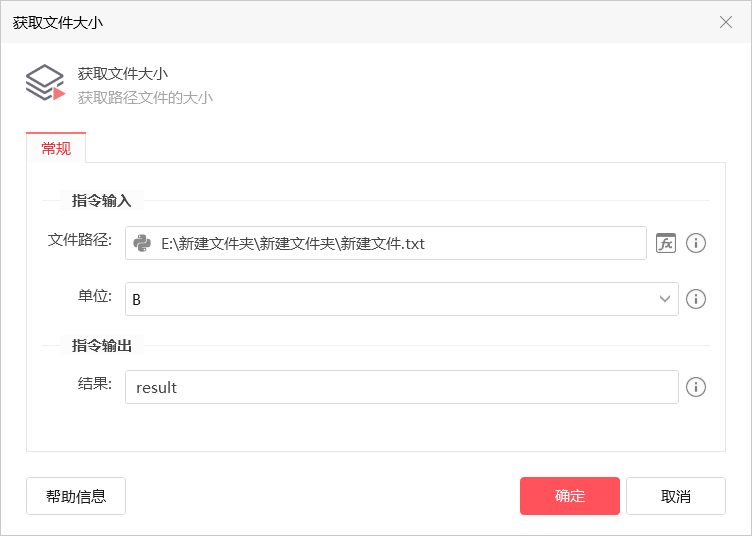 获取文件大小
获取文件大小
获取路径文件的大小
常规
指令输入
文件路径: E:\新建文件夹\新建文件夹\新建文件.txt fx
单位: B
指令输出
结果: result
帮助信息 确定 取消